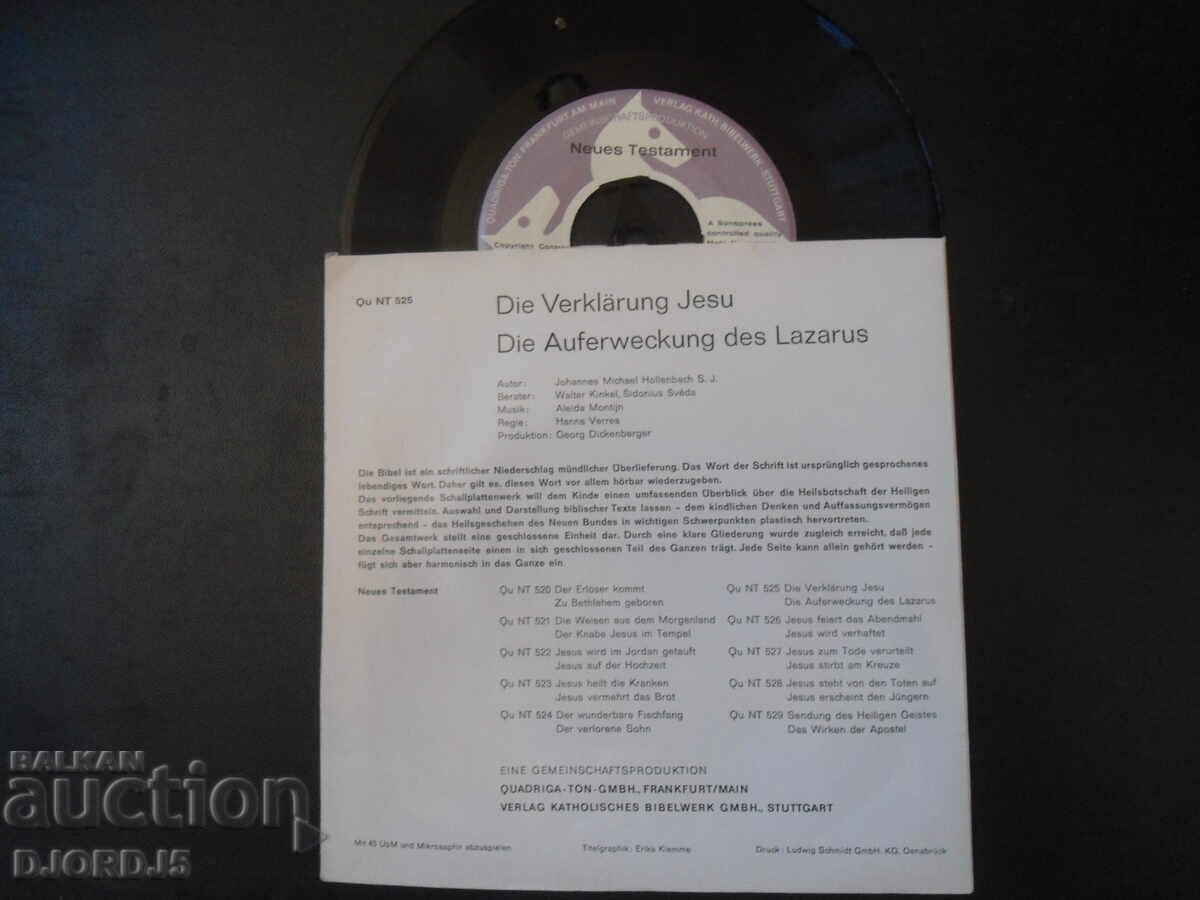 QUADRIGA-TON FRANKFURT AM MAIN VERLAG KATH. BIBELWERK STUTTGART
GEMEINSCHAFTSPRODUKTION
Neues Testament
A Sonopress
controlled quality
Copyright
Qu NT 525
Die Verklärung Jesu
Die Auferweckung des Lazarus
Autor: Johannes Michael Hollenbach S. J.
Berater: Walter Kinkel, Šidonius Švéda
Musik: Aleida Montijn
Regie: Hanns Verres
Produktion: Georg Dickenberger
Die Bibel ist ein schriftlicher Niederschlag mündlicher Überlieferung. Das Wort der Schrift ist ursprünglich gesprochenes
lebendiges Wort. Daher gilt es, dieses Wort vor allem hörbar wiederzugeben.
Das vorliegende Schallplattenwerk will dem Kinde einen umfassenden Überblick über die Heilsbotschaft der Heiligen
Schrift vermitteln. Auswahl und Darstellung biblischer Texte lassen – dem kindlichen Denken und Auffassungsvermögen
entsprechend – das Heilsgeschehen des Neuen Bundes in wichtigen Schwerpunkten plastisch hervortreten.
Das Gesamtwerk stellt eine geschlossene Einheit dar. Durch eine klare Gliederung wurde zugleich erreicht, daß jede
einzelne Schallplattenseite einen in sich geschlossenen Teil des Ganzen trägt. Jede Seite kann allein gehört werden –
fügt sich aber harmonisch in das Ganze ein
Neues Testament
Qu NT 520 Der Erlöser kommt
Zu Bethlehem geboren
Qu NT 521 Die Weisen aus dem Morgenland
Der Knabe Jesus im Tempel
Qu NT 522 Jesus wird im Jordan getauft
Jesus auf der Hochzeit
Qu NT 523 Jesus heilt die Kranken
Jesus vermehrt das Brot
Qu NT 524 Der wunderbare Fischfang
Der verlorene Sohn
Qu NT 525 Die Verklärung Jesu
Die Auferweckung des Lazarus
Qu NT 526 Jesus feiert das Abendmahl
Jesus wird verhaftet
Qu NT 527 Jesus zum Tode verurteilt
Jesus stirbt am Kreuze
Qu NT 528 Jesus steht von den Toten auf
Jesus erscheint den Jüngern
Qu NT 529 Sendung des Heiligen Geistes
Das Wirken der Apostel
EINE GEMEINSCHAFTSPRODUKTION
QUADRIGA-TON-GMBH., FRANKFURT/MAIN
VERLAG KATHOLISCHES BIBELWERK GMBH., STUTTGART
Mit 45 UpM und Mikrosaphir abzuspielen
Titelgraphik: Erika Klemme
Druck: Ludwig Schmidt GmbH. KG. Osnabrück
BALKAN
auction
DJORDJ5